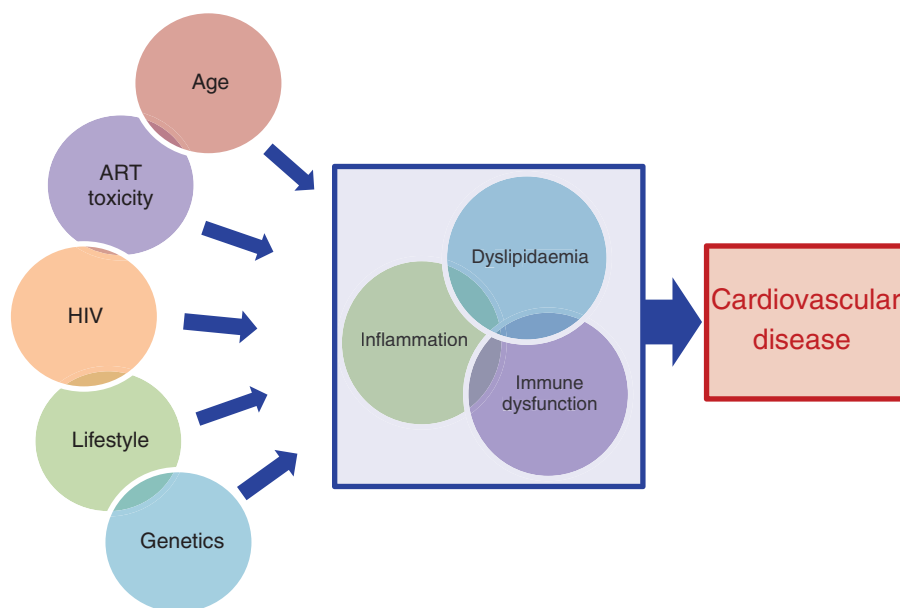 Age
ART
toxicity
HIV
Lifestyle
Genetics
Dyslipidaemia
Inflammation
Immune
dysfunction
Cardiovascular
disease